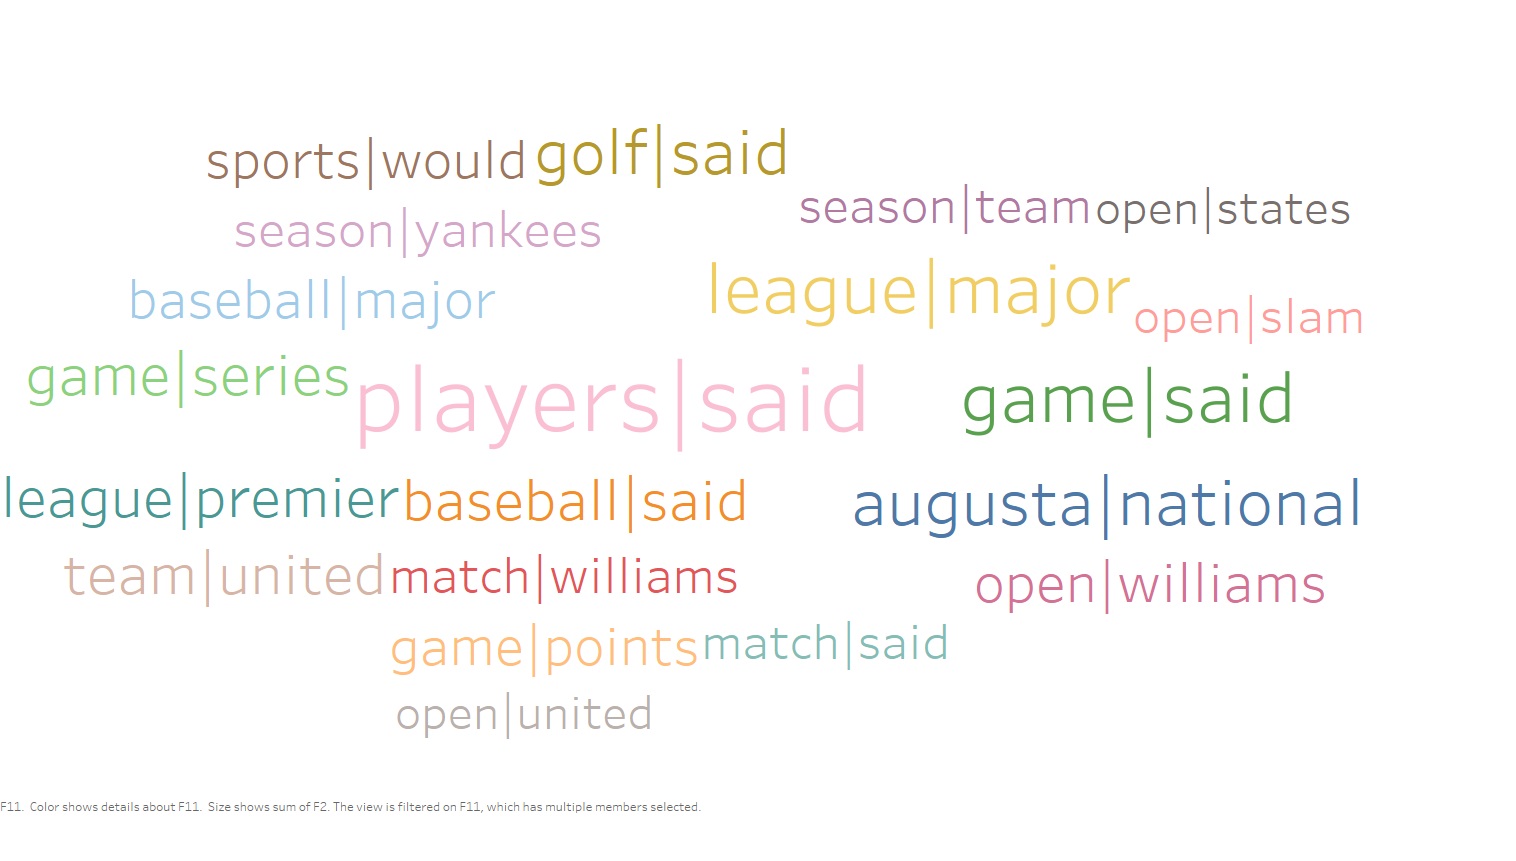 sports|would golf|said
season|team open|states
season|yankees
baseball|major league|major open|slam
game|series players|said game|said
league|premier baseball|said augusta|national
team|united match|williams open|williams
game|points match|said
open|united
F11. Color shows details about F11. Size shows sum of F2. The view is filtered on F11, which has multiple members selected.